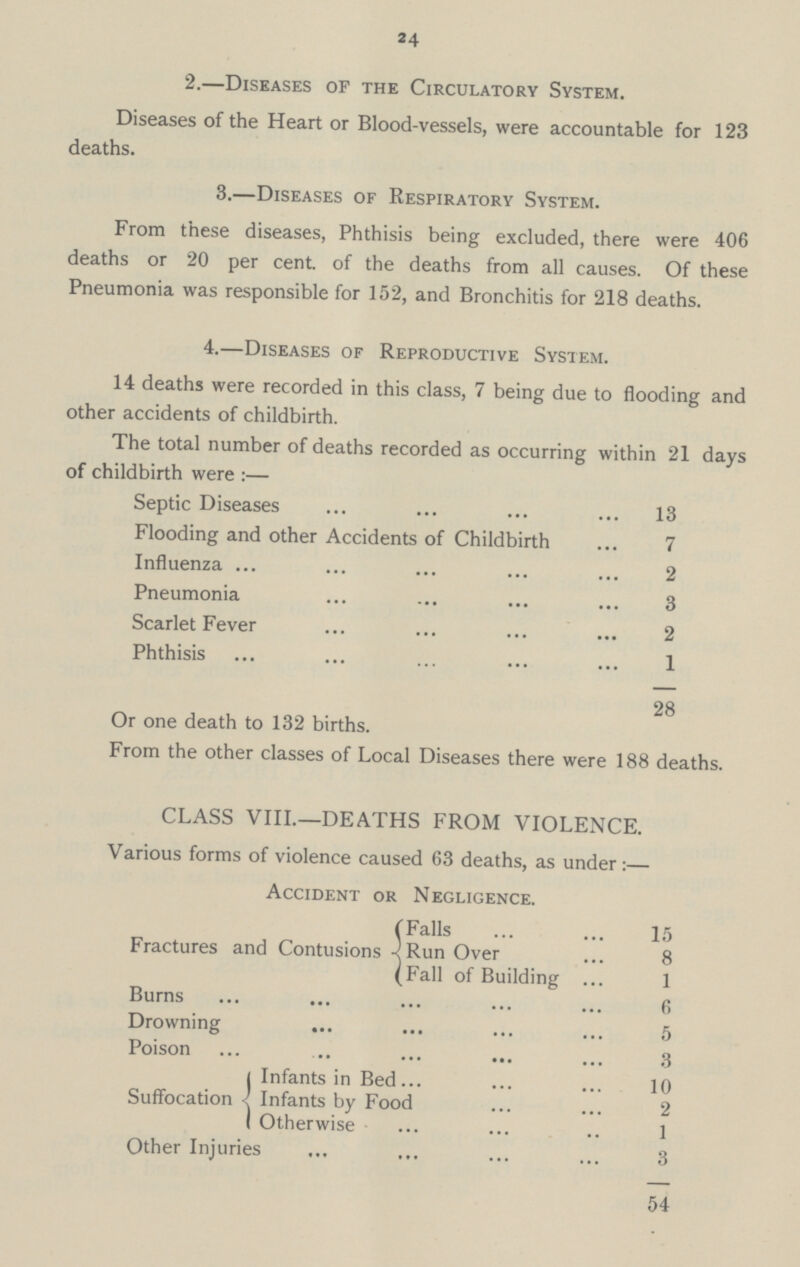 24
2.—Diseases of the Circulatory System.
Diseases of the Heart or Blood-vessels, were accountable for 123
deaths.
3.—Diseases of Respiratory System.
From these diseases, Phthisis being excluded, there were 406
deaths or 20 per cent. of the deaths from all causes. Of these
Pneumonia was responsible for 152, and Bronchitis for 218 deaths.
4.—Diseases of Reproductive System.
14 deaths were recorded in this class, 7 being due to flooding and
other accidents of childbirth.
The total number of deaths recorded as occurring within 21 days
of childbirth were :—
Septic Diseases ... ... ... ... 13
Flooding and other Accidents of Childbirth ... 7
Influenza ... ... ... ... ... 2
Pneumonia ... ... ... ... 3
Scarlet Fever ... ... ... ... 2
Phthisis ... ... ... ... ... 1
28
Or one death to 132 births.
From the other classes of Local Diseases there were 188 deaths.
CLASS VIII.—DEATHS FROM VIOLENCE.
Various forms of violence caused 63 deaths, as under :—
Accident or Negligence.
Falls ... ... 15
Fractures and Contusions Run Over ... 8
Fall of Building ... 1
Burns ... ... ... ... ... 6
Drowning ... ... ... ... 5
Poison ... .. ... ... ... 3
Infants in Bed ... ... ... 10
Suffocation Infants by Food ... ... 2
Otherwise ... ... .. 1
Other Injuries ... ... ... ... 3
54